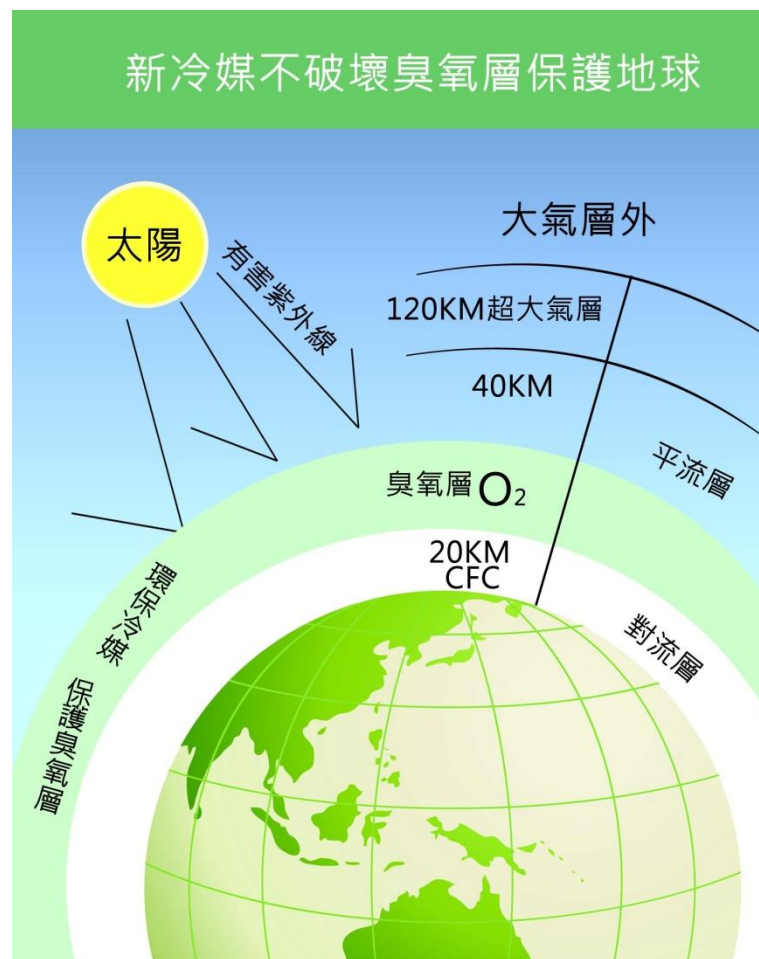 新冷媒不破壞臭氧層保護地球
太陽
有害紫外線
大氣層外
120KM超大氣層
40KM
平流層
臭氧層O₂
20KM
CFC
對流層
環保冷媒 保護臭氧層